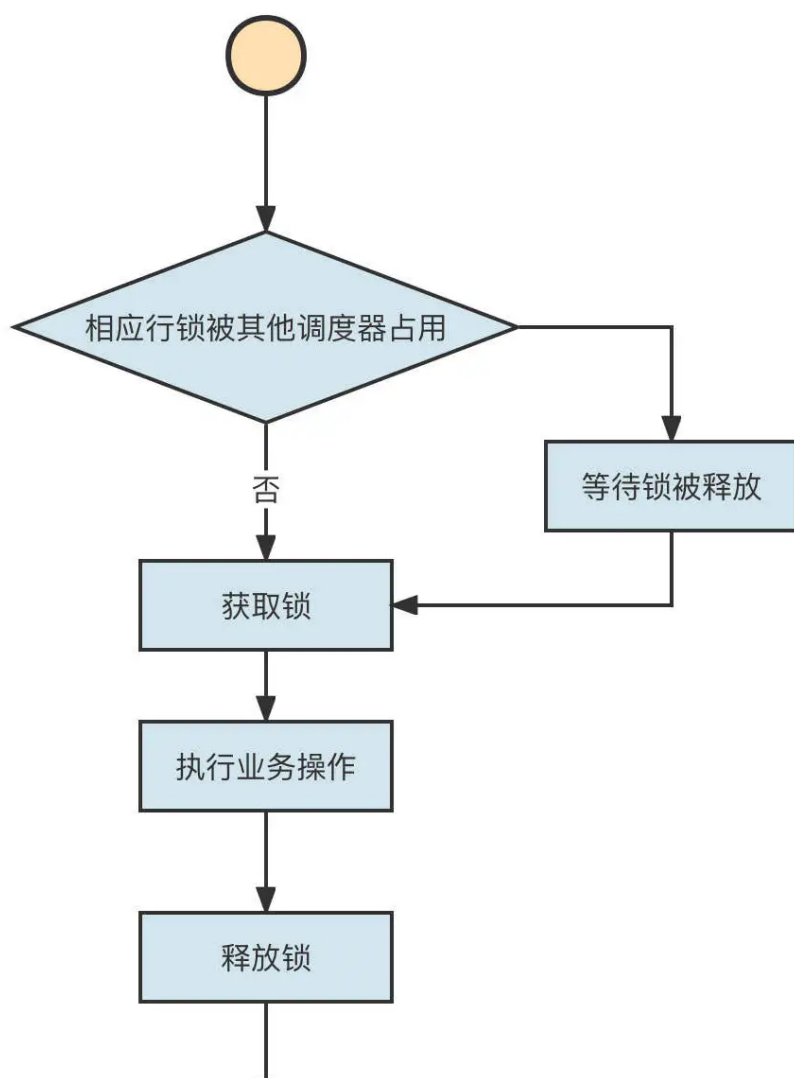 相应行锁被其他调度器占用
等待锁被释放
否
获取锁
执行业务操作
释放锁